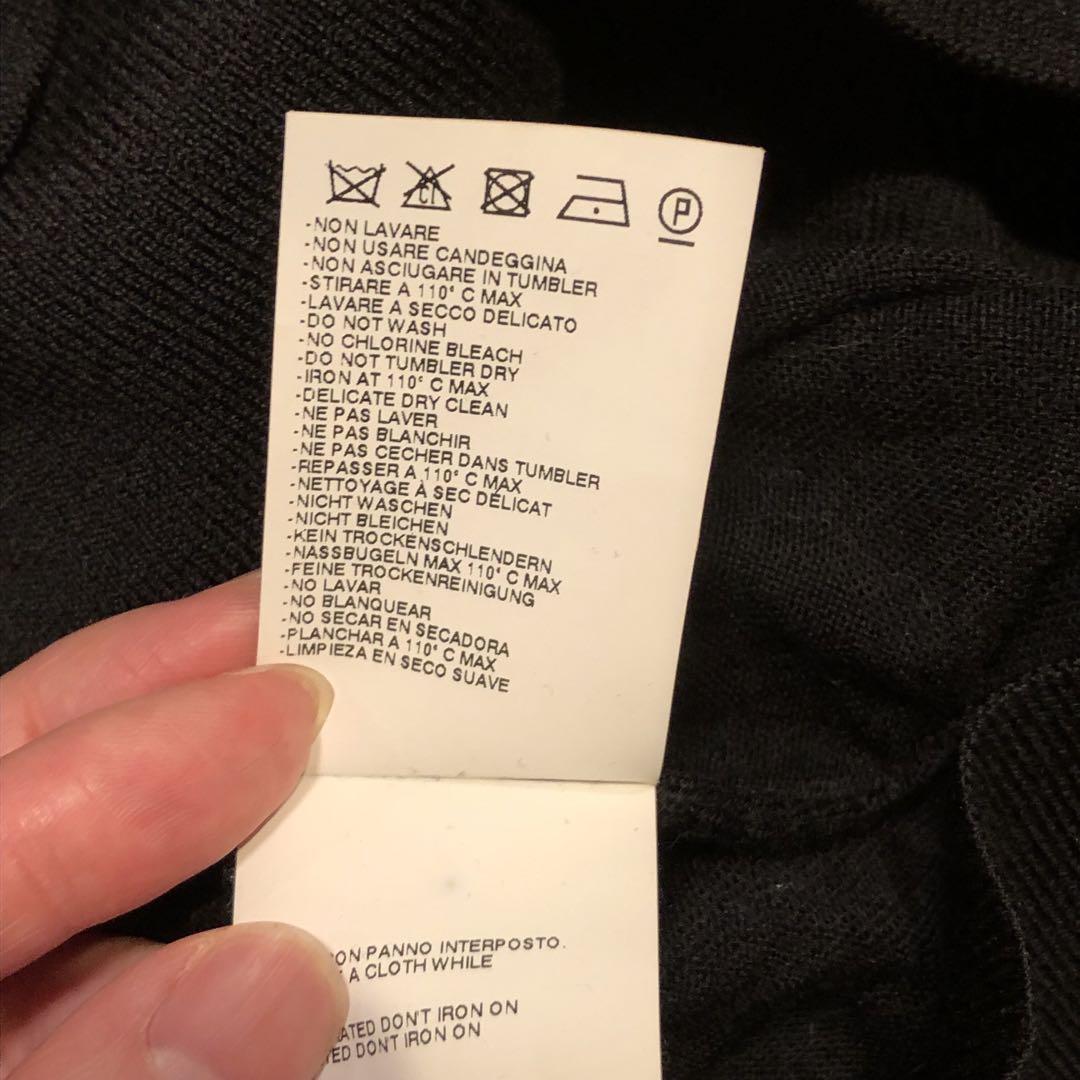 CL
P
-NON LAVARE
-NON USARE CANDEGGINA
-NON ASCIUGARE IN TUMBLER
-STIRARE A 110° C MAX
-LAVARE A SECCO DELICATO
-DO NOT WASH
-NO CHLORINE BLEACH
-DO NOT TUMBLER DRY
-IRON AT 110° C MAX
-DELICATE DRY CLEAN
-NE PAS LAVER
-NE PAS BLANCHIR
-NE PAS CECHER DANS TUMBLER
-REPASSER A 110° C MAX
-NETTOYAGE À SEC DÉLICAT
-NICHT WASCHEN
-NICHT BLEICHEN
-KEIN TROCKENSCHLENDERN
-NASSBUGELN MAX 110° C MAX
-FEINE TROCKENREINIGUNG
-NO LAVAR
-NO BLANQUEAR
-NO SECAR EN SECADORA
-PLANCHAR A 110° C MAX
-LIMPIEZA EN SECO SUAVE
ON PANNO INTERPOSTO.
A CLOTH WHILE
ATED DON'T IRON ON
TED DON'T IRON ON